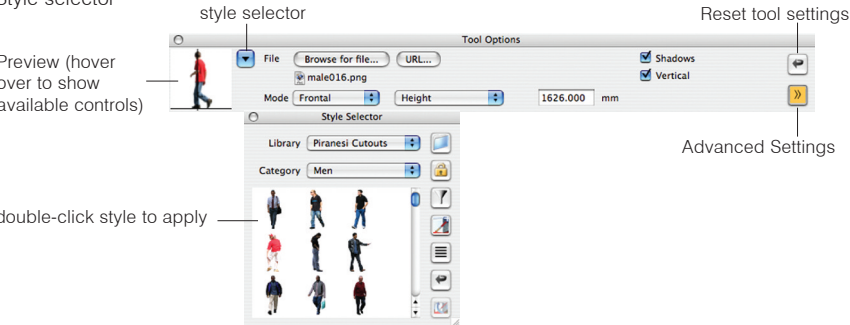 Style selector
style selector
Reset tool settings
Tool Options
Preview (hover
over to show
available controls)
File Browse for file... URL...
male016.png
Mode Frontal Height 1626.000 mm
Shadows
Vertical
Advanced Settings
Style Selector
Library Piranesi Cutouts
Category Men
double-click style to apply